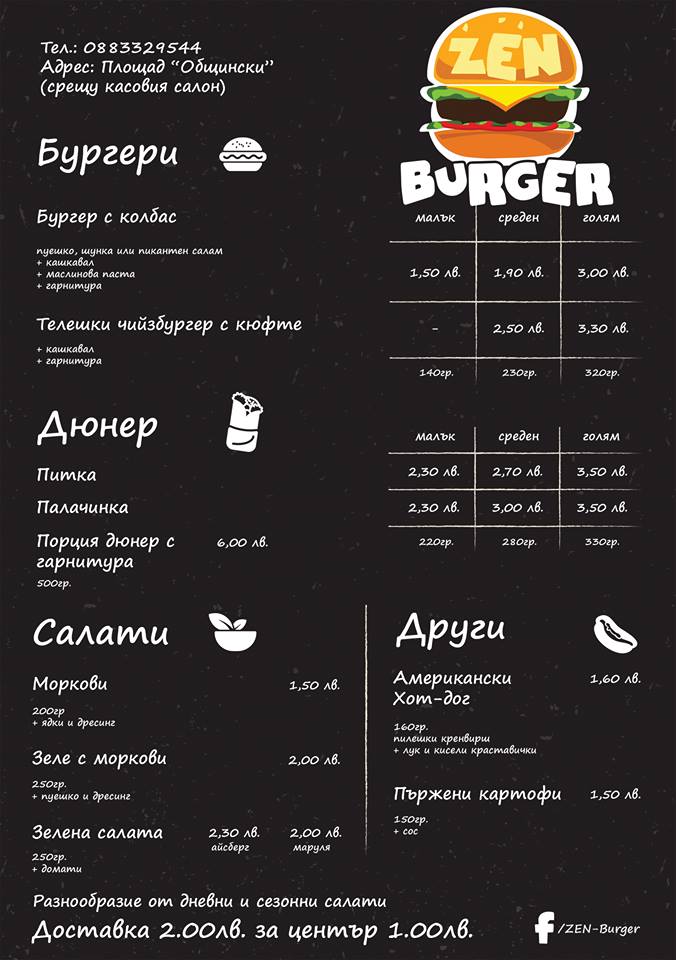 Тел.: 0883329544
Адрес: Площад “Общински”
(срещу касовия салон)
ZEN
BURGER
Бургери
малък среден голям
Бургер с колбас
пуешко, шунка или пикантен салам
+ кашкавал
+ маслинова паста
+ гарнитура
1,50 лв. 1,90 лв. 3,00 лв.
Телешки чийзбургер с кюфте
+ кашкавал
+ гарнитура
- 2,50 лв. 3,30 лв.
140гр. 230гр. 320гр.
Дюнер
малък среден голям
Питка 2,30 лв. 2,70 лв. 3,50 лв.
Палачинка 2,30 лв. 3,00 лв. 3,50 лв.
220гр. 280гр. 330гр.
Порция дюнер с 6,00 лв.
гарнитура
500гр.
Салати
Моркови 1,50 лв.
200гр
+ ядки и дресинг
Зеле с моркови 2,00 лв.
250гр.
+ пуешко и дресинг
Зелена салата 2,30 лв. 2,00 лв.
айсберг маруля
250гр.
+ домати
Други
Американски 1,60 лв.
Хот-дог
160гр.
пилешки кренвирш
+ лук и кисели краставички
Пържени картофи 1,50 лв.
150гр.
+ сос
Разнообразие от дневни и сезонни салати
Доставка 2.00лв. за център 1.00лв.
f /ZEN-Burger